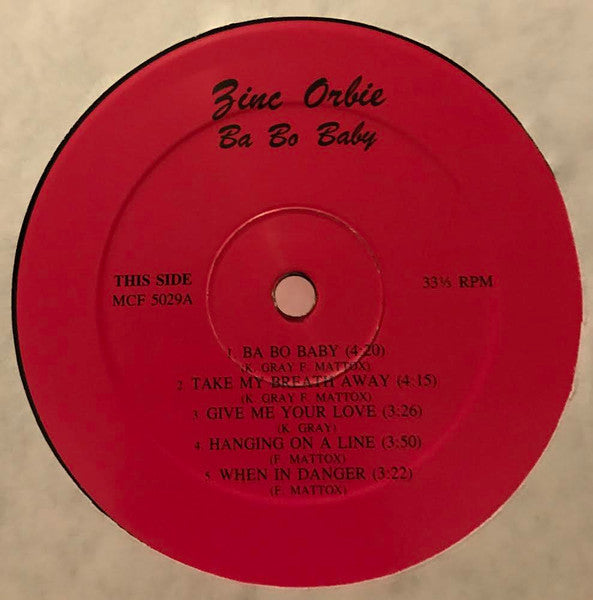 Zinc Orbie
Ba Bo Baby
THIS SIDE
MCF 5029A
33⅓ RPM
1. BA BO BABY (4:20)
(K. GRAY F. MATTOX)
2. TAKE MY BREATH AWAY (4:15)
(K. GRAY F. MATTOX)
3. GIVE ME YOUR LOVE (3:26)
(K. GRAY)
4. HANGING ON A LINE (3:50)
(F. MATTOX)
5. WHEN IN DANGER (3:22)
(F. MATTOX)